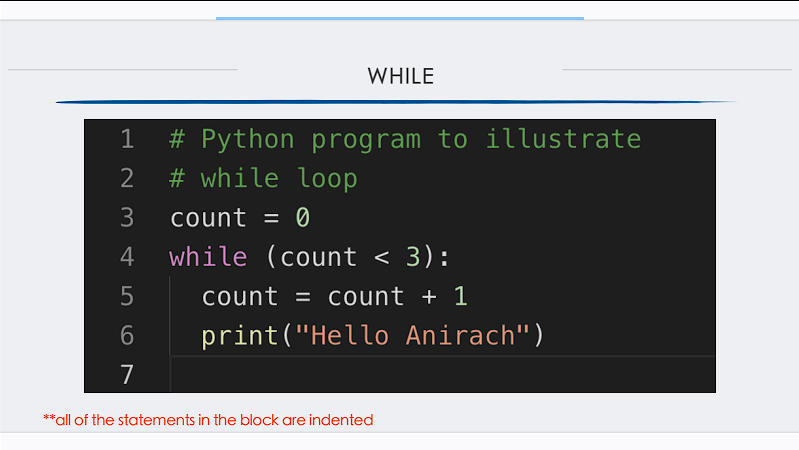 WHILE
1 # Python program to illustrate
2 # while loop
3 count = 0
4 while (count < 3):
5 count = count + 1
6 print("Hello Anirach")
7
**all of the statements in the block are indented